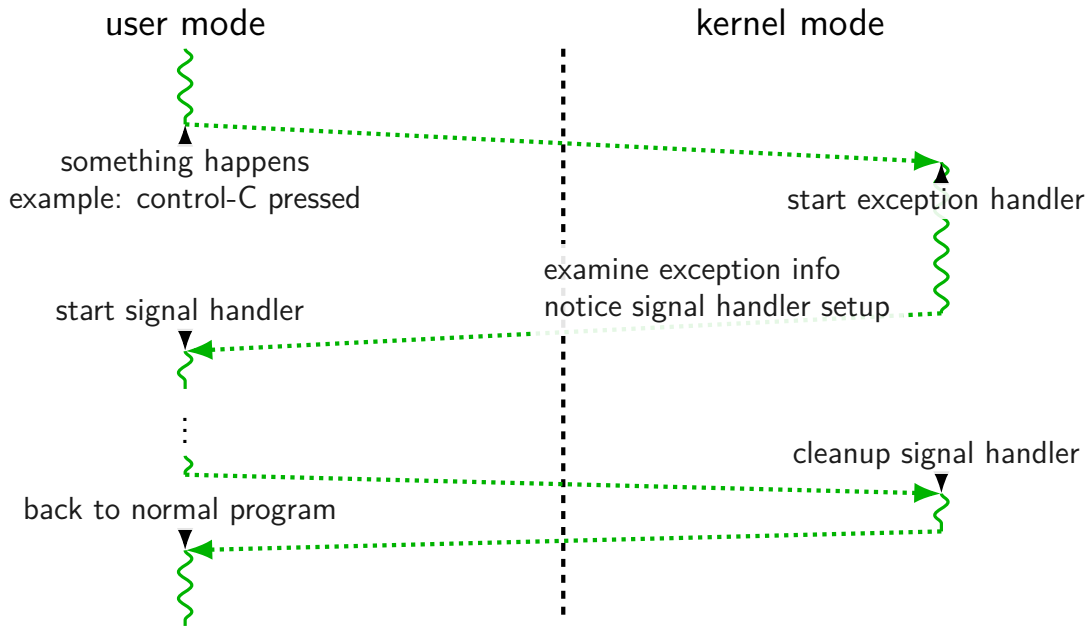 user mode
kernel mode
something happens
example: control-C pressed
start exception handler
examine exception info
notice signal handler setup
start signal handler
cleanup signal handler
back to normal program